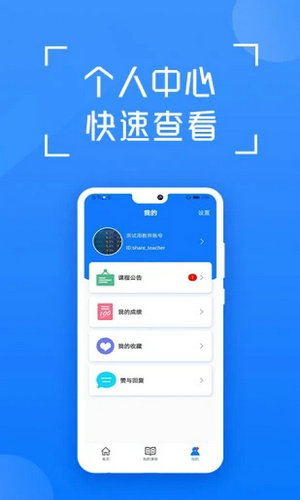 个人中心
快速查看
我的
设置
测试用教师账号
ID:share_teacher
课程公告
1
我的成绩
100
我的收藏
赞与回复
首页
我的课程
我的